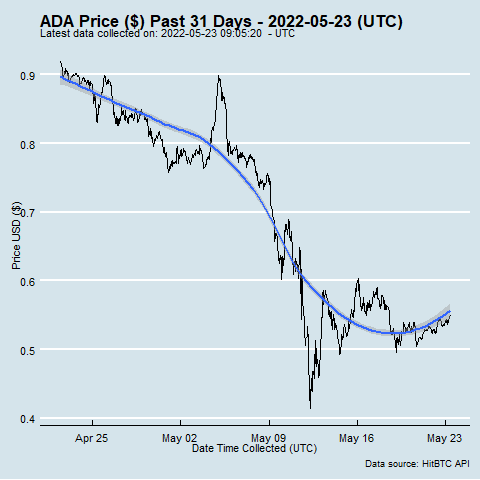 ADA Price ($) Past 31 Days - 2022-05-23 (UTC)
Latest data collected on: 2022-05-23 09:05:20 - UTC
Price USD ($)
0.9
0.8
0.7
0.6
0.5
0.4
Apr 25 May 02 May 09 May 16 May 23
Date Time Collected (UTC)
Data source: HitBTC API